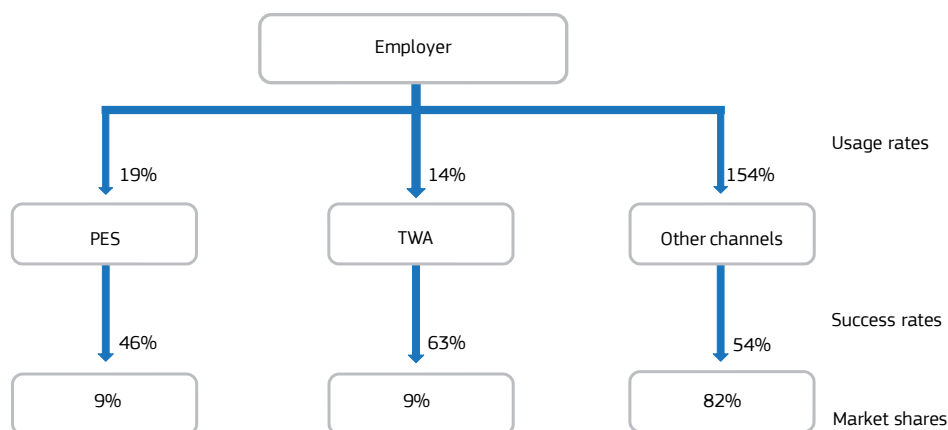 Employer
Usage rates
19%
14%
154%
PES
TWA
Other channels
Success rates
46%
63%
54%
9%
9%
82%
Market shares